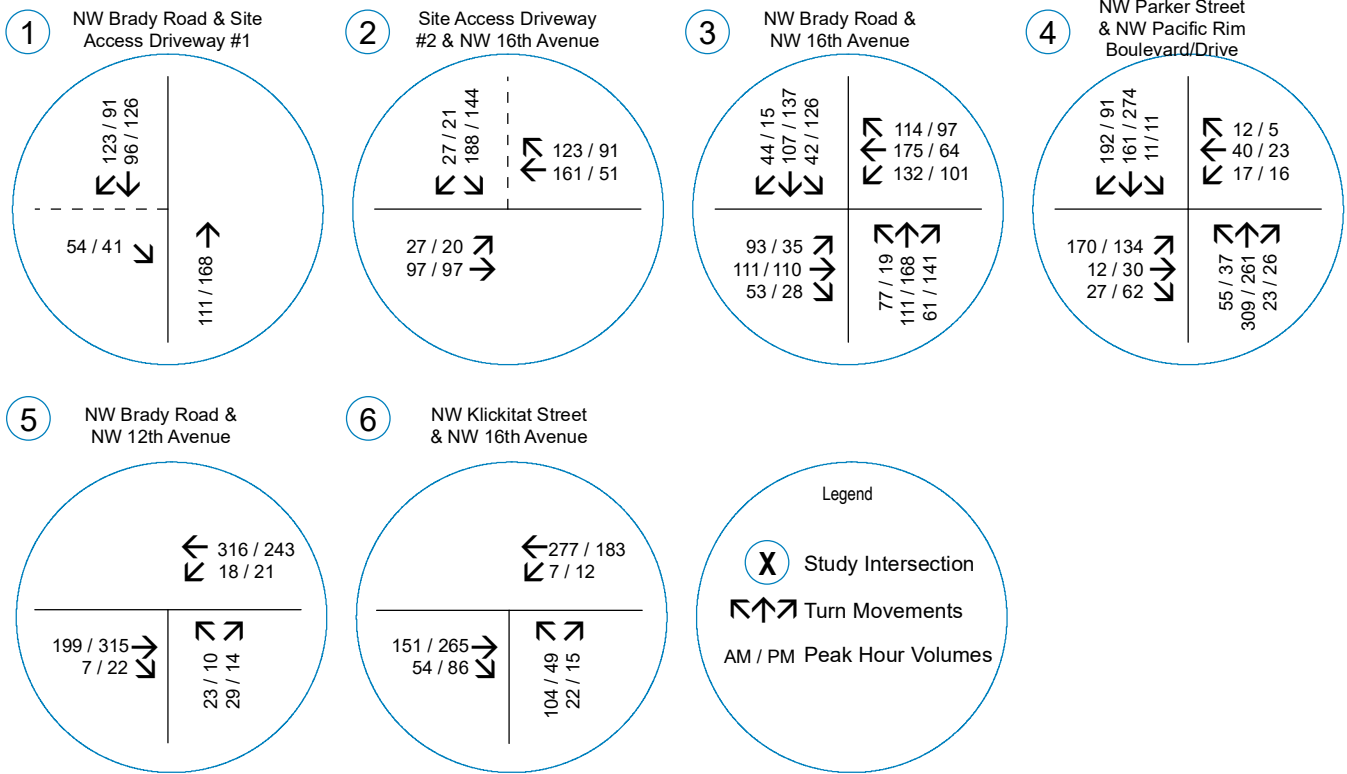 1
NW Brady Road & Site
Access Driveway #1
123 / 91
96 / 126
54 / 41
111 / 168
2
Site Access Driveway
#2 & NW 16th Avenue
27 / 21
188 / 144
123 / 91
161 / 51
27 / 20
97 / 97
3
NW Brady Road &
NW 16th Avenue
44 / 15
107 / 137
42 / 126
114 / 97
175 / 64
132 / 101
93 / 35
111 / 110
53 / 28
77 / 19
111 / 168
61 / 141
4
NW Parker Street
& NW Pacific Rim
Boulevard/Drive
192 / 91
161 / 274
11 / 11
12 / 5
40 / 23
17 / 16
170 / 134
12 / 30
27 / 62
55 / 37
309 / 261
23 / 26
5
NW Brady Road &
NW 12th Avenue
316 / 243
18 / 21
199 / 315
7 / 22
23 / 10
29 / 14
6
NW Klickitat Street
& NW 16th Avenue
277 / 183
7 / 12
151 / 265
54 / 86
104 / 49
22 / 15
Legend
X Study Intersection
Turn Movements
AM / PM Peak Hour Volumes